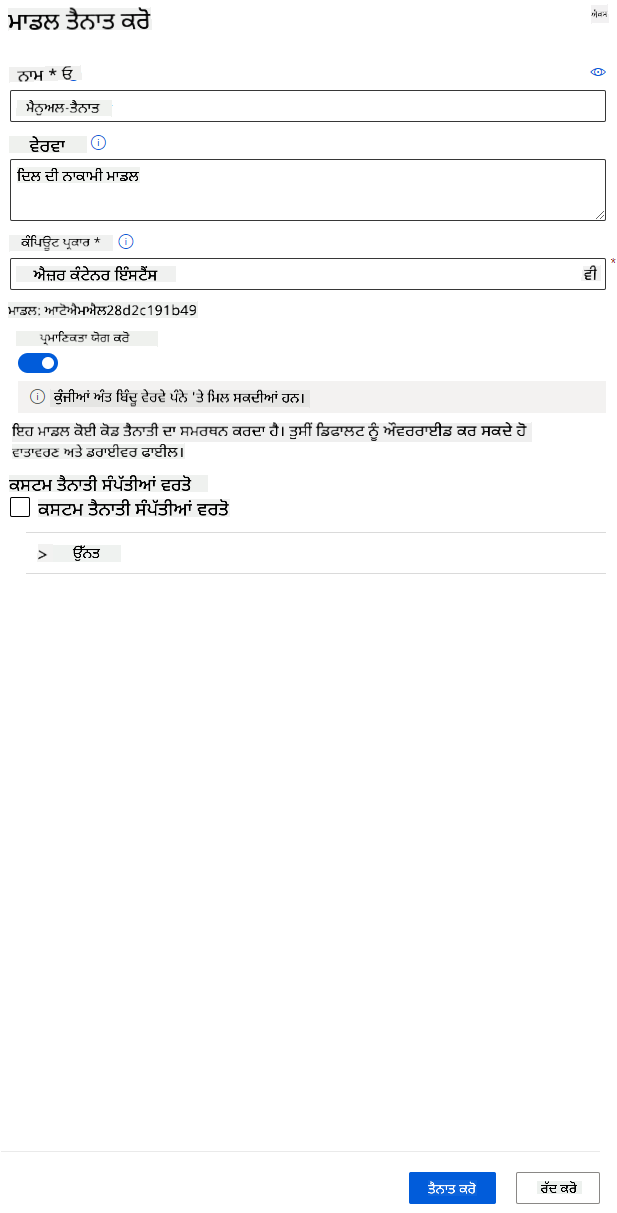 ਮਾਡਲ ਤੈਨਾਤ ਕਰੋ
ਐਕਸ
ਨਾਮ * ਓ
ਮੈਨੁਅਲ-ਤੈਨਾਤ
ਵੇਰਵਾ
ਦਿਲ ਦੀ ਨਾਕਾਮੀ ਮਾਡਲ
ਕੰਪਿਊਟ ਪ੍ਰਕਾਰ *
ਐਜ਼ਰ ਕੰਟੇਨਰ ਇੰਸਟੈਂਸ
ਵੀ
*
ਮਾਡਲ: ਆਟੋਐਮਐਲ28d2c191b49
ਪ੍ਰਮਾਣਿਕਤਾ ਯੋਗ ਕਰੋ
ਕੁੰਜੀਆਂ ਅੰਤ ਬਿੰਦੂ ਵੇਰਵੇ ਪੰਨੇ 'ਤੇ ਮਿਲ ਸਕਦੀਆਂ ਹਨ।
ਇਹ ਮਾਡਲ ਕੋਈ ਕੋਡ ਤੈਨਾਤੀ ਦਾ ਸਮਰਥਨ ਕਰਦਾ ਹੈ। ਤੁਸੀਂ ਡਿਫਾਲਟ ਨੂੰ ਔਵਰਰਾਈਡ ਕਰ ਸਕਦੇ ਹੋ
ਵਾਤਾਵਰਣ ਅਤੇ ਡਰਾਈਵਰ ਫਾਈਲ।
ਕਸਟਮ ਤੈਨਾਤੀ ਸੰਪੱਤੀਆਂ ਵਰਤੋ
ਕਸਟਮ ਤੈਨਾਤੀ ਸੰਪੱਤੀਆਂ ਵਰਤੋ
> ਉੱਨਤ
ਤੈਨਾਤ ਕਰੋ
ਰੱਦ ਕਰੋ